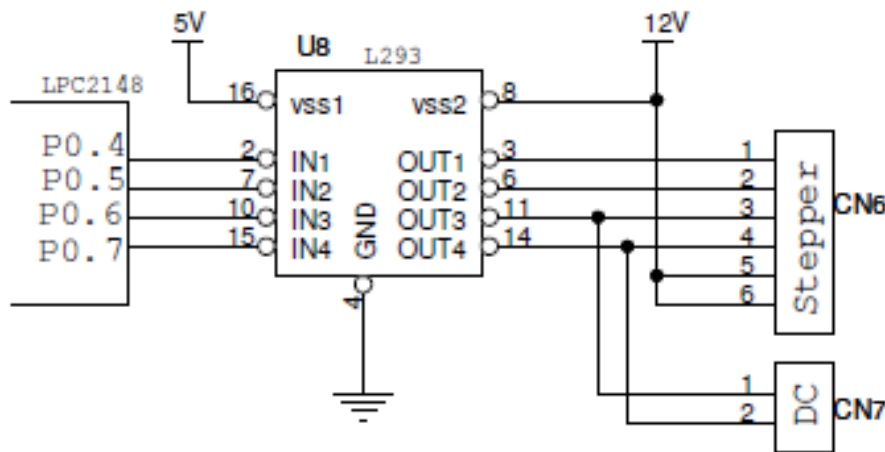 5V
12V
U8
L293
LPC2148
16
vss1
vss2
8
P0.4
2
IN1
OUT1
3
1
P0.5
7
IN2
OUT2
6
2
P0.6
10
IN3
OUT3
11
3
P0.7
15
IN4
OUT4
14
4
GND
5
6
Stepper
CN6
4
1
2
DC
CN7